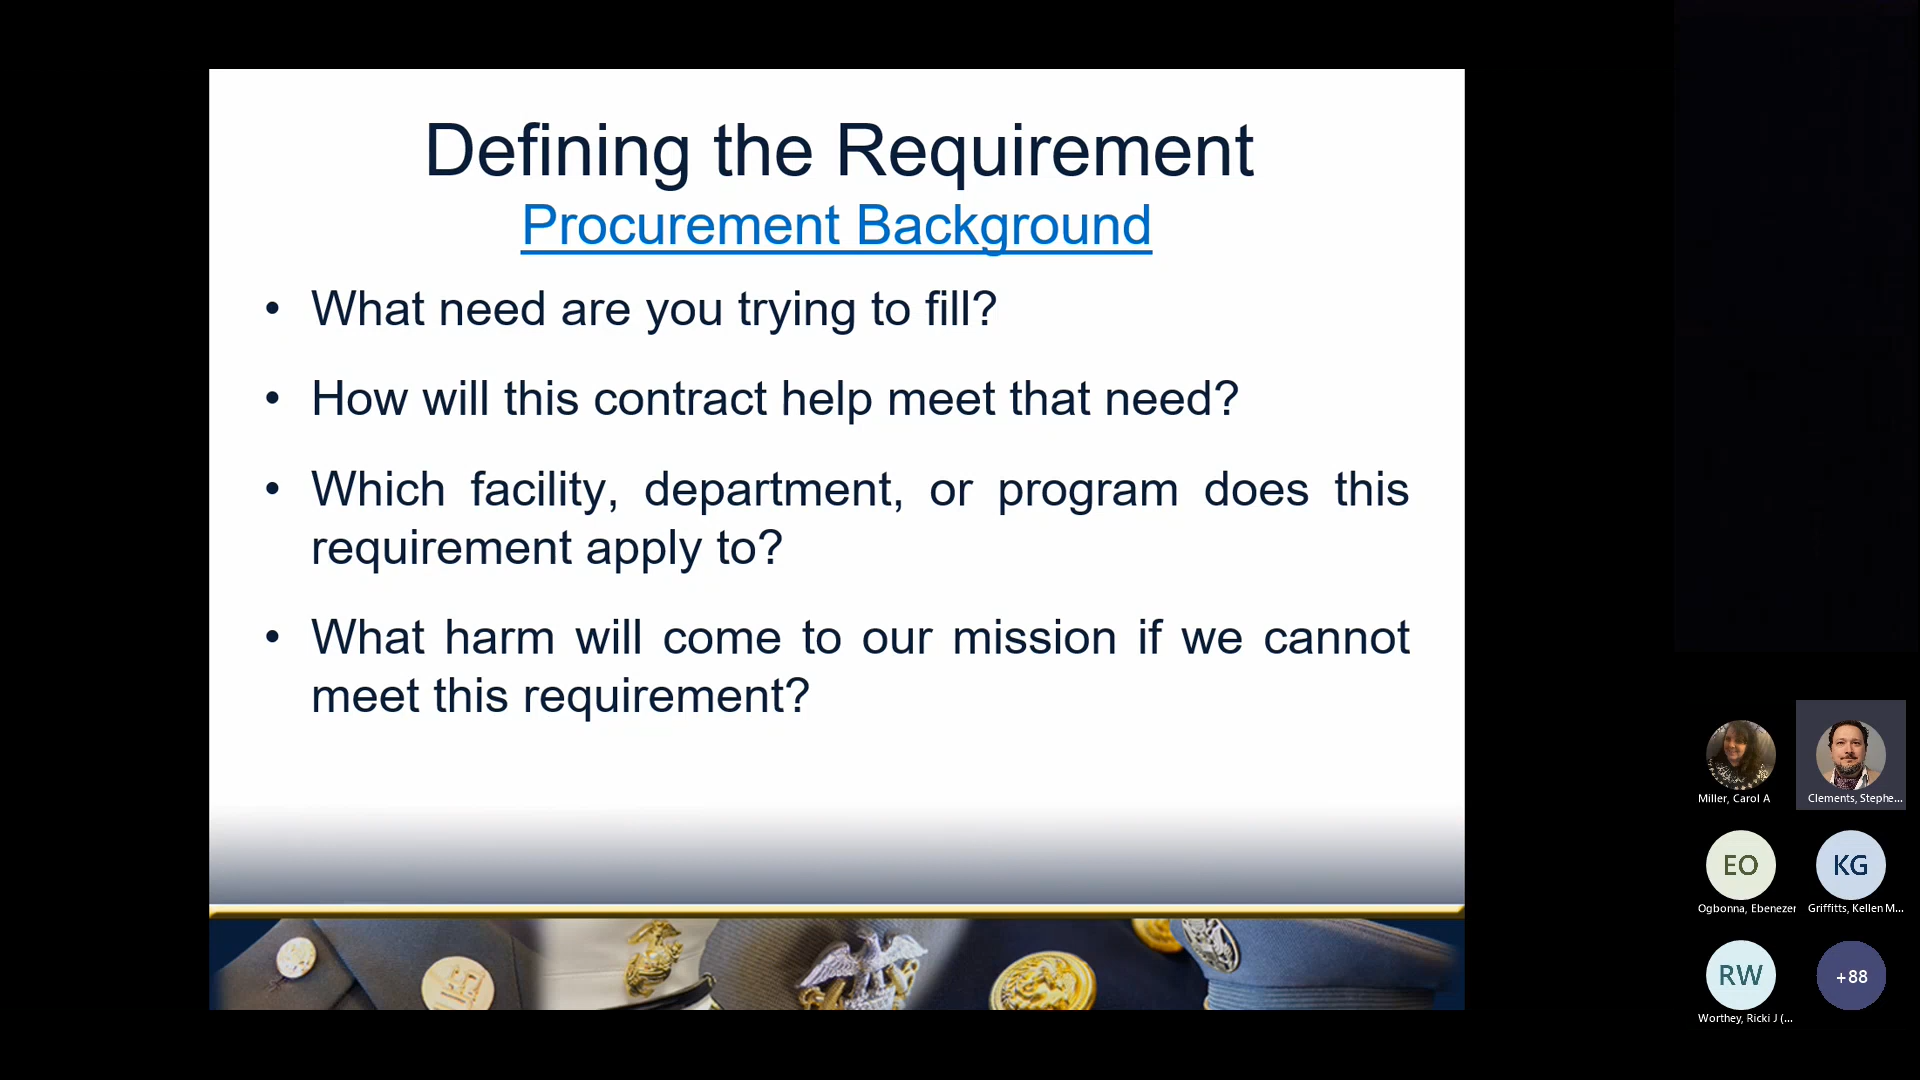 Defining the Requirement
Procurement Background
• What need are you trying to fill?
• How will this contract help meet that need?
• Which facility, department, or program does this
requirement apply to?
• What harm will come to our mission if we cannot
meet this requirement?
Miller, Carol A
Clements, Stephe...
EO
KG
Ogbonna, Ebenezer
Griffitts, Kellen M...
RW
+88
Worthey, Ricki J (...